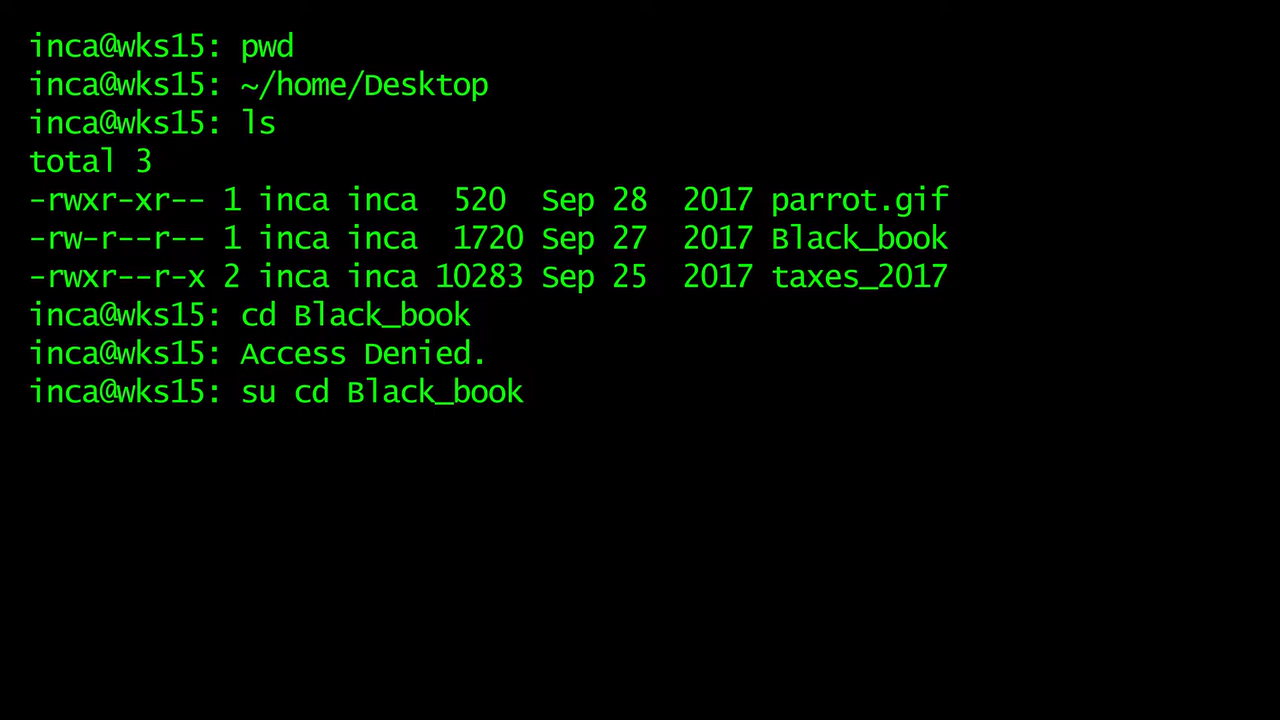 inca@wks15: pwd
inca@wks15: ~/home/Desktop
inca@wks15: ls
total 3
-rwxr-xr-- 1 inca inca  520  Sep 28  2017 parrot.gif
-rw-r--r-- 1 inca inca  1720 Sep 27  2017 Black_book
-rwxr--r-x 2 inca inca 10283 Sep 25  2017 taxes_2017
inca@wks15: cd Black_book
inca@wks15: Access Denied.
inca@wks15: su cd Black_book